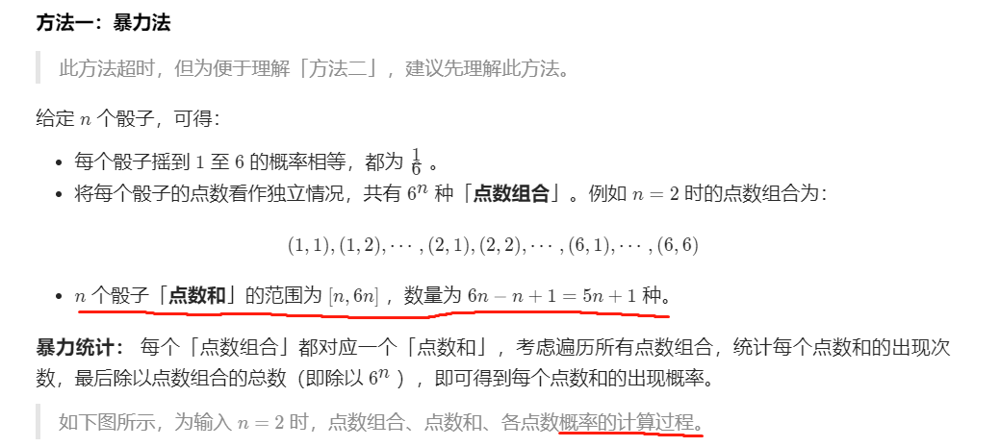 方法一：暴力法
此方法超时，但为便于理解「方法二」，建议先理解此方法。
给定 n 个骰子，可得：
• 每个骰子摇到 1 至 6 的概率相等，都为 1/6 。
• 将每个骰子的点数看作独立情况，共有 6^n 种「点数组合」。例如 n = 2 时的点数组合为：
(1, 1), (1, 2), ⋯ , (2, 1), (2, 2), ⋯ , (6, 1), ⋯ , (6, 6)
• n 个骰子「点数和」的范围为 [n, 6n] ，数量为 6n − n + 1 = 5n + 1 种。
暴力统计： 每个「点数组合」都对应一个「点数和」，考虑遍历所有点数组合，统计每个点数和的出现次
数，最后除以点数组合的总数（即除以 6^n ），即可得到每个点数和的出现概率。
如下图所示，为输入 n = 2 时，点数组合、点数和、各点数概率的计算过程。